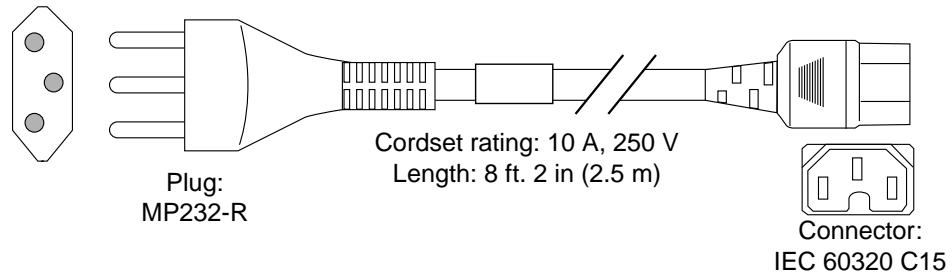 Cordset rating: 10 A, 250 V
Length: 8 ft. 2 in (2.5 m)
Plug:
MP232-R
Connector:
IEC 60320 C15